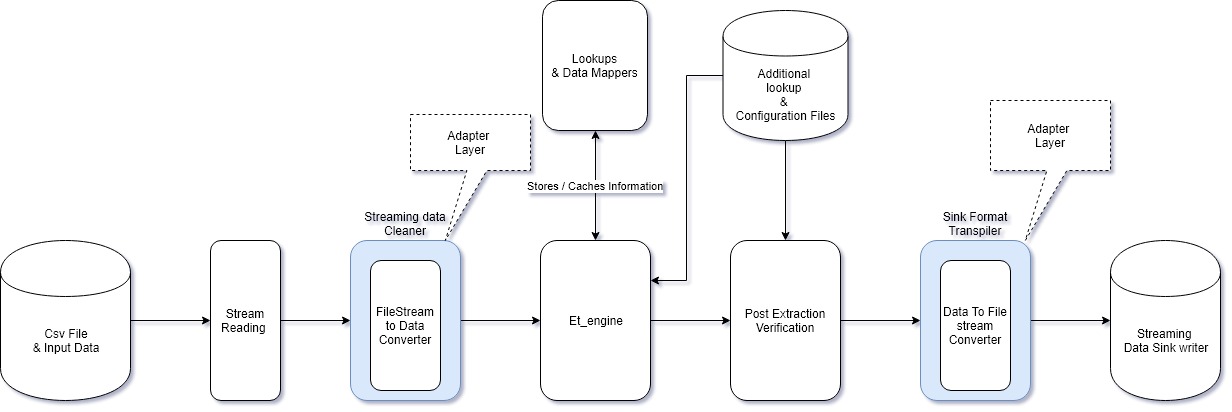 Lookups
& Data Mappers
Additional
lookup
&
Configuration Files
Adapter
Layer
Adapter
Layer
Stores / Caches Information
Streaming data
Cleaner
Sink Format
Transpiler
Csv File
& Input Data
Stream
Reading
FileStream
to Data
Converter
Et_engine
Post Extraction
Verification
Data To File
stream
Converter
Streaming
Data Sink writer